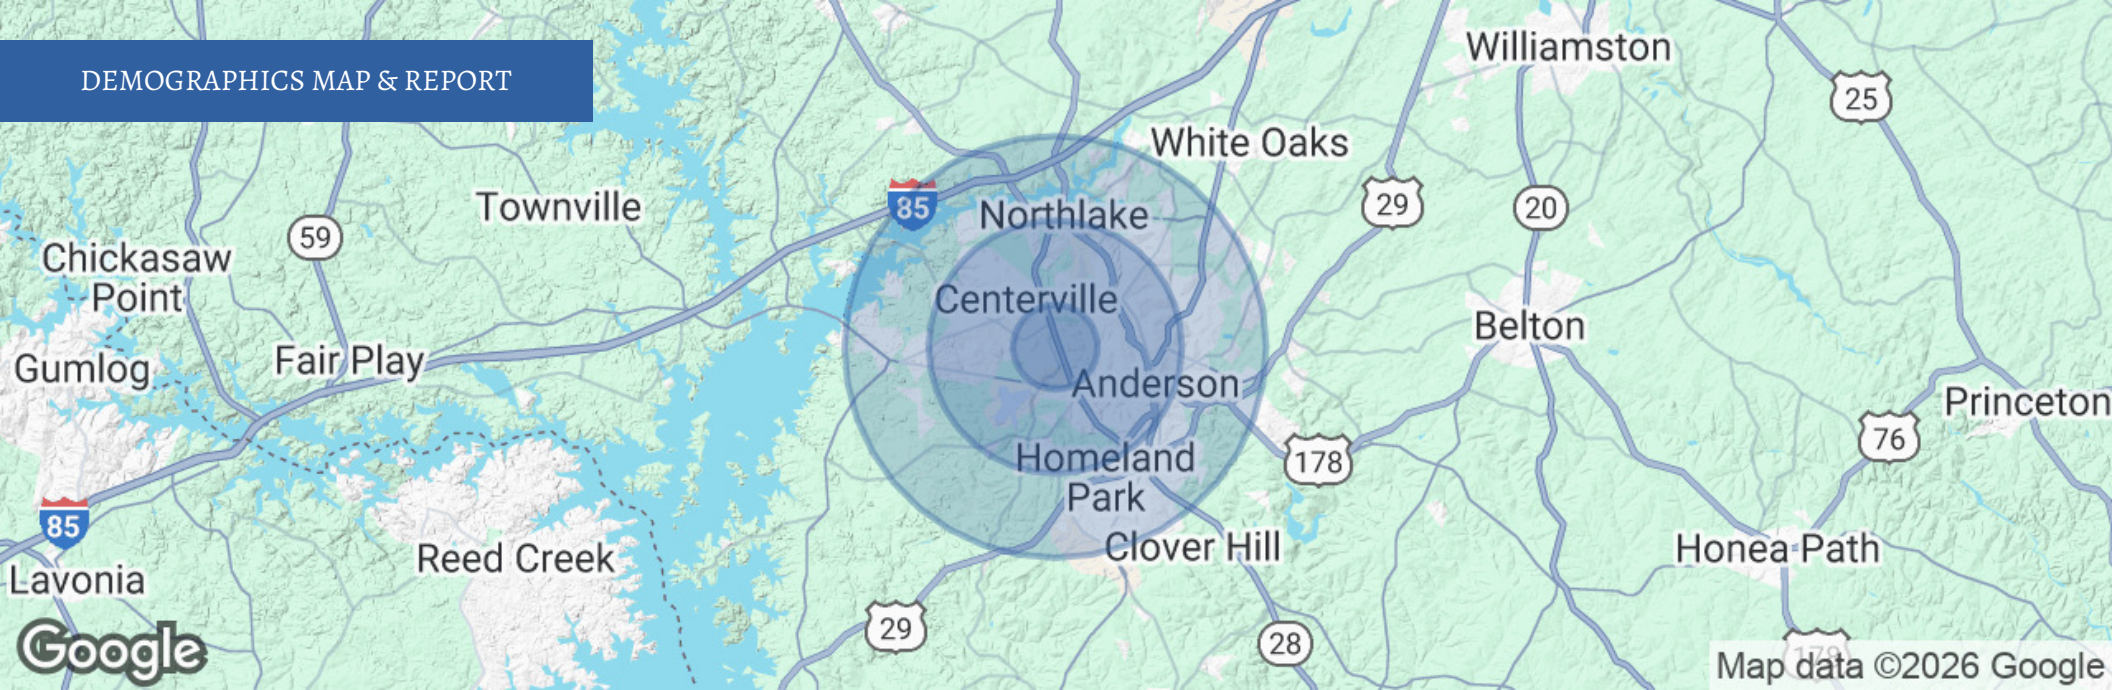 DEMOGRAPHICS MAP & REPORT
Williamston
25
White Oaks
Townville
85
29
20
Northlake
59
Chickasaw
Point
Centerville
Belton
Gumlog
Fair Play
Anderson
Princeton
76
Homeland
Park
178
85
Reed Creek
Clover Hill
Honea Path
Lavonia
29
28
178
Google
Map data ©2026 Google